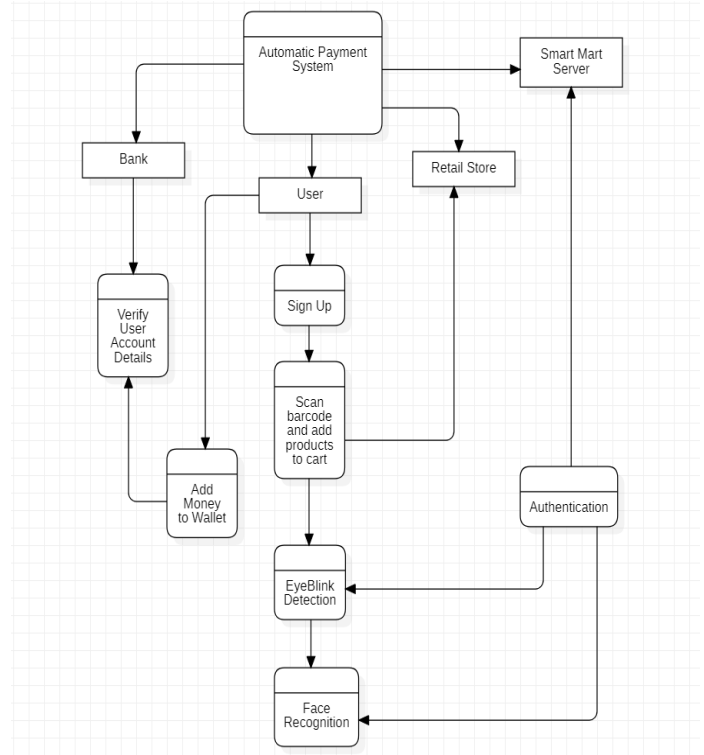 Automatic Payment
System
Smart Mart
Server
Bank
Retail Store
User
Sign Up
Verify
User
Account
Details
Scan
barcode
and add
products
to cart
Add
Money
to Wallet
Authentication
EyeBlink
Detection
Face
Recognition